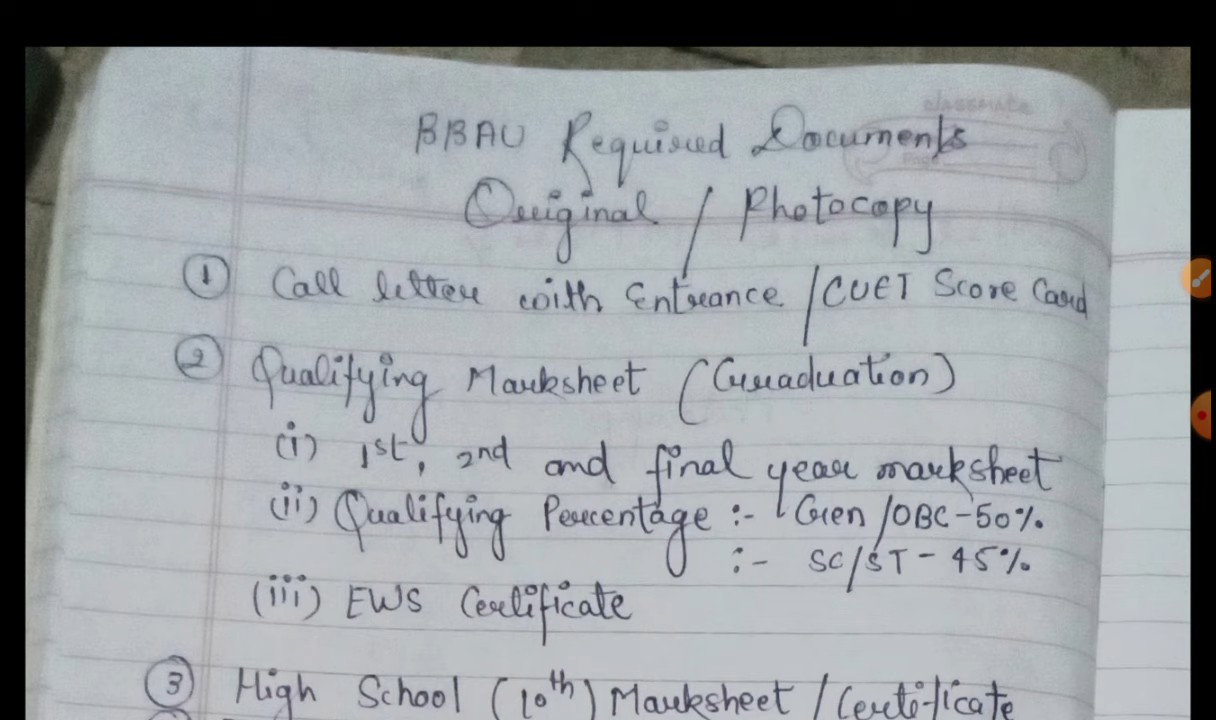 classmate
BBAU Required Documents
Original / Photocopy
① Call letter with Entrance / CUET Score Card
② Qualifying Marksheet (Graduation)
(i) 1st, 2nd and final year marksheet
(ii) Qualifying Percentage :- Gen /OBC-50%
:- SC/ST - 45%
(iii) EWS Certificate
③ High School (10th) Marksheet / Certificate